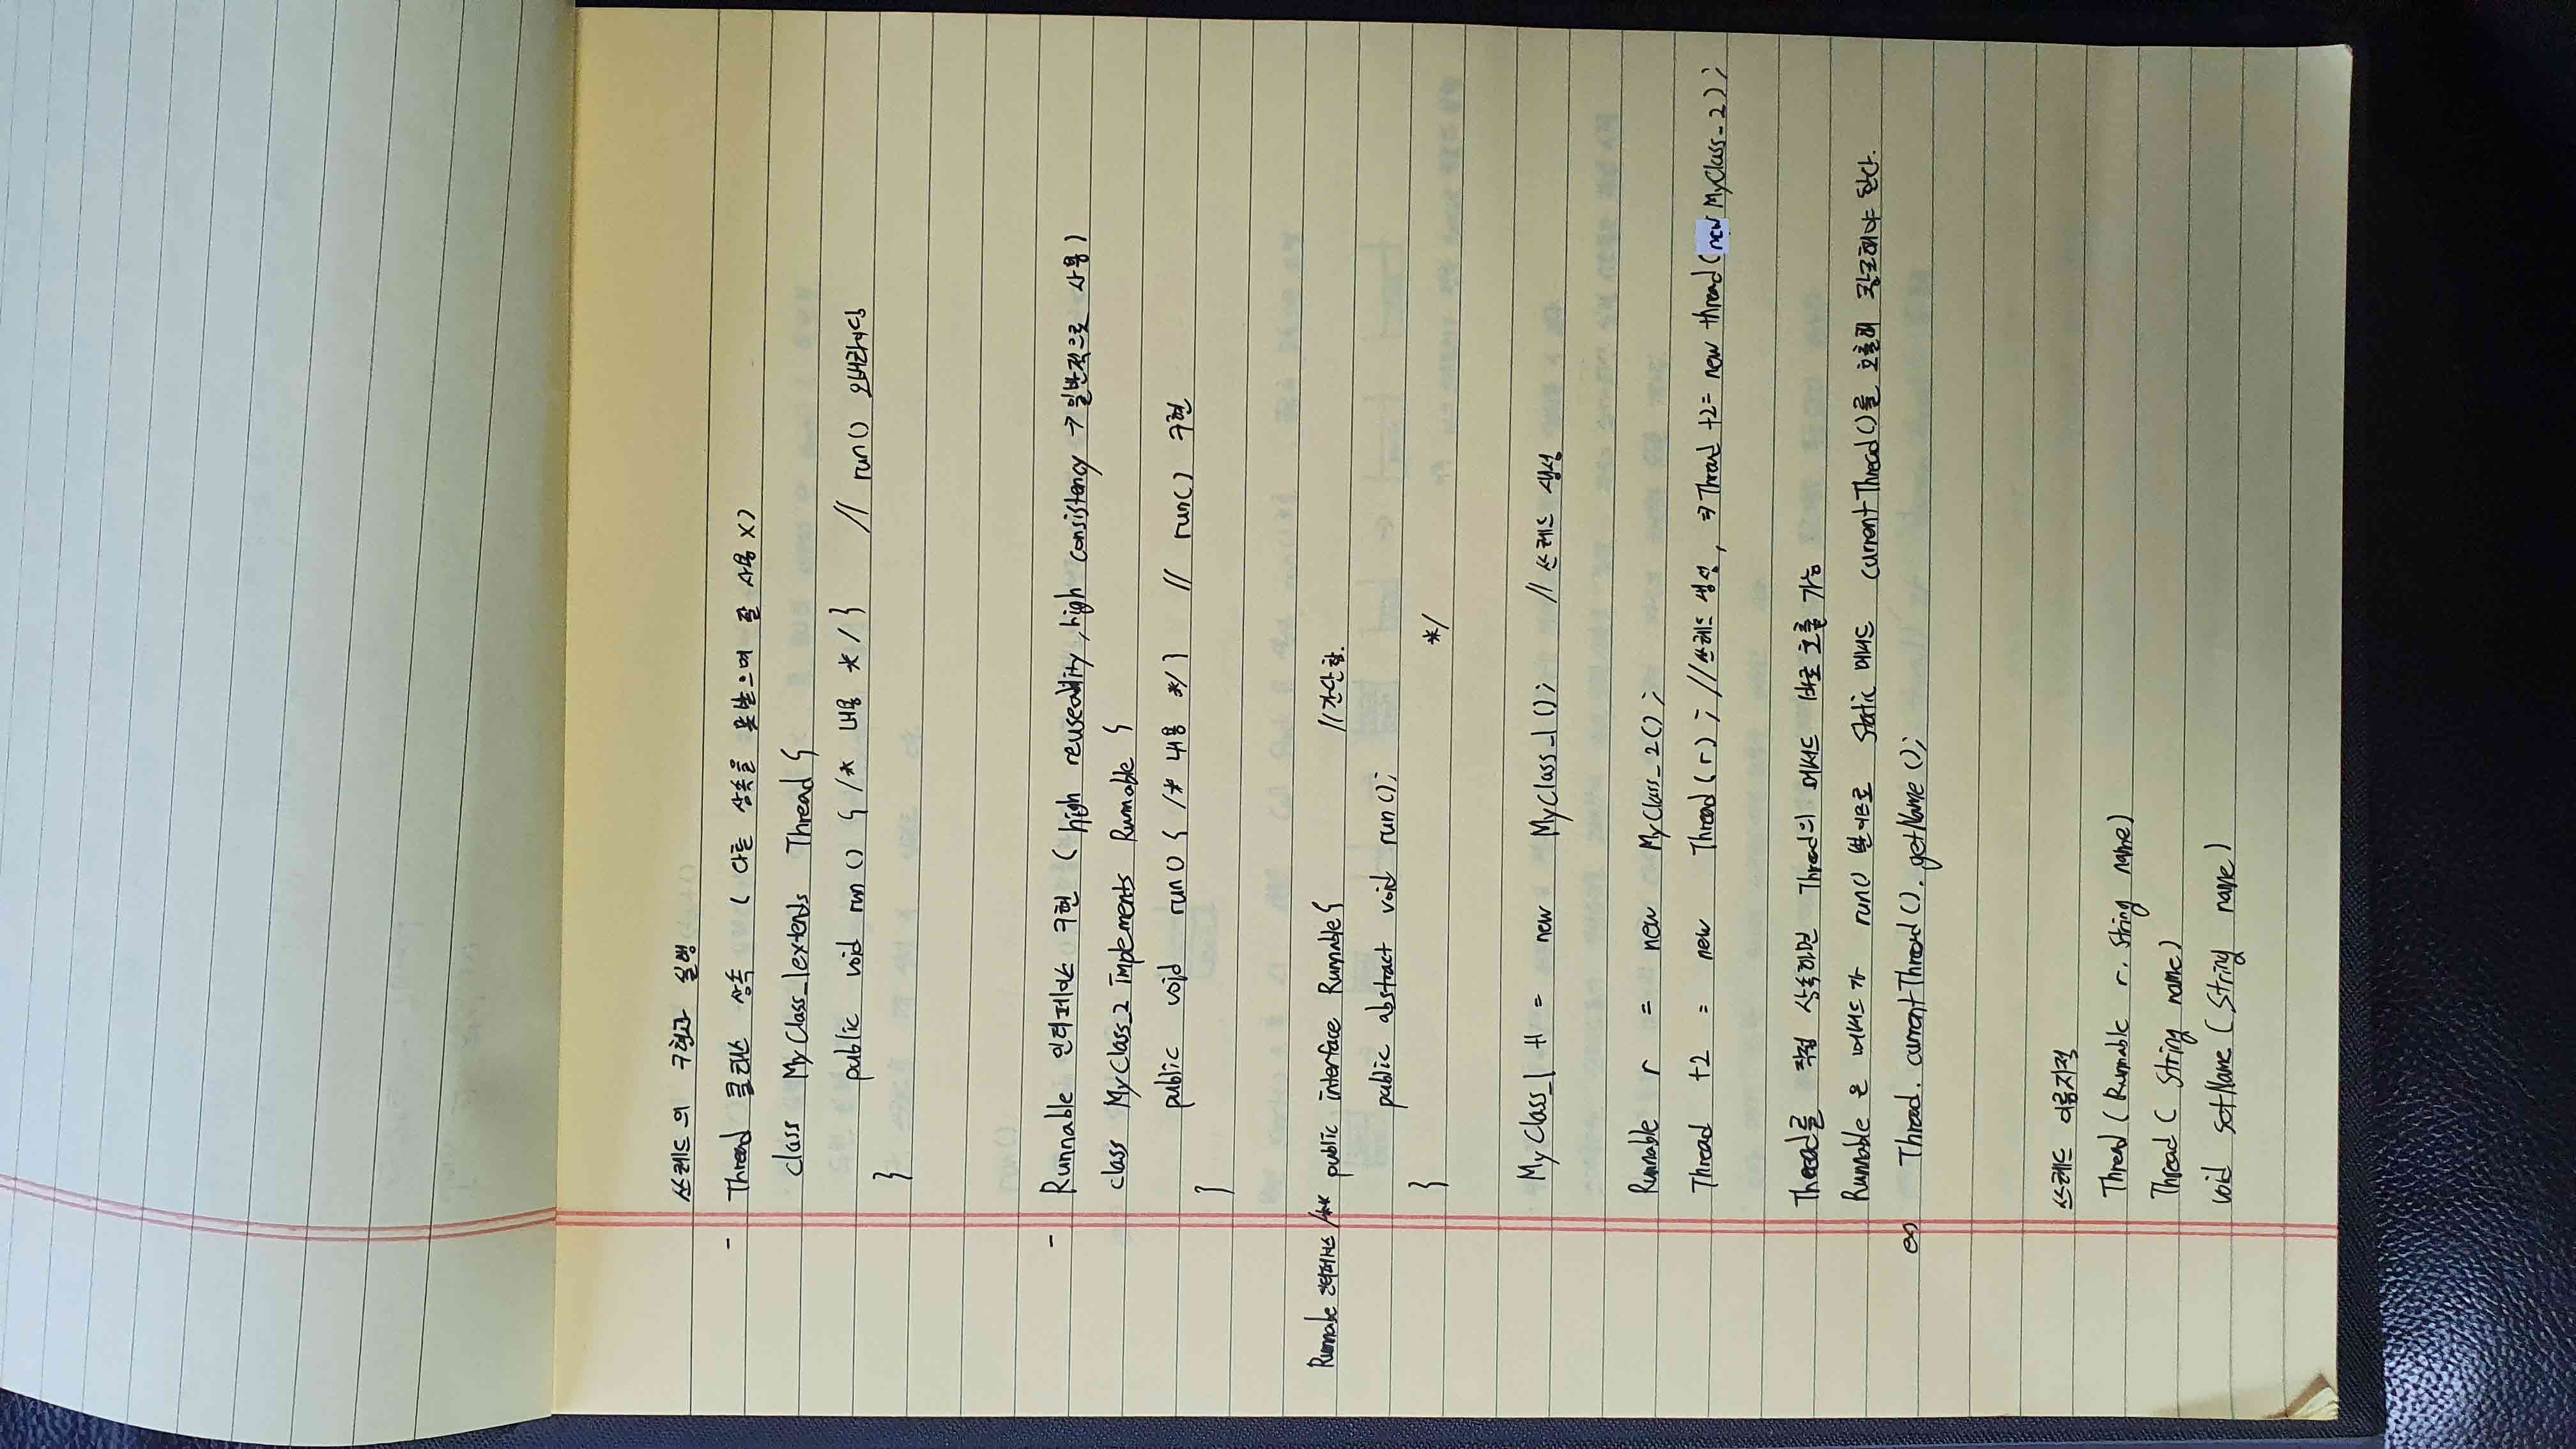 쓰레드의 구현과 실행
- Thread 클래스 상속 ( 다른 상속을 못받으며 잘 사용 X)
class MyClass_1 extends Thread {
public void run () { /* 내용 */ } // run() 오버라이딩
}
- Runnable 인터페이스 구현 ( high reuseability, high consistency → 일반적으로 사용 )
class MyClass_2 implements Runnable {
public void run() { /* 내용 */ } // run() 구현
}
Runnable 인터페이스 /** public interface Runnable { //간단함.
public abstract void run();
} */
MyClass_1 t1 = new MyClass_1 (); // 쓰레드 생성
Runnable r = new MyClass_2();
Thread t2 = new Thread(r); //쓰레드 생성, ⇒ Thread t2 = new thread(new MyClass_2);
Thread를 직접 상속하면 Thread의 메서드 바로 호출 가능
Runnable 은 메서드가 run() 뿐이므로 static 메서드 currentThread()를 호출해 참조해야 한다.
Thread. currentThread(). getName();
쓰레드 이름지적
Thread (Runnable r. String name)
Thread ( String name)
void setName (String name)